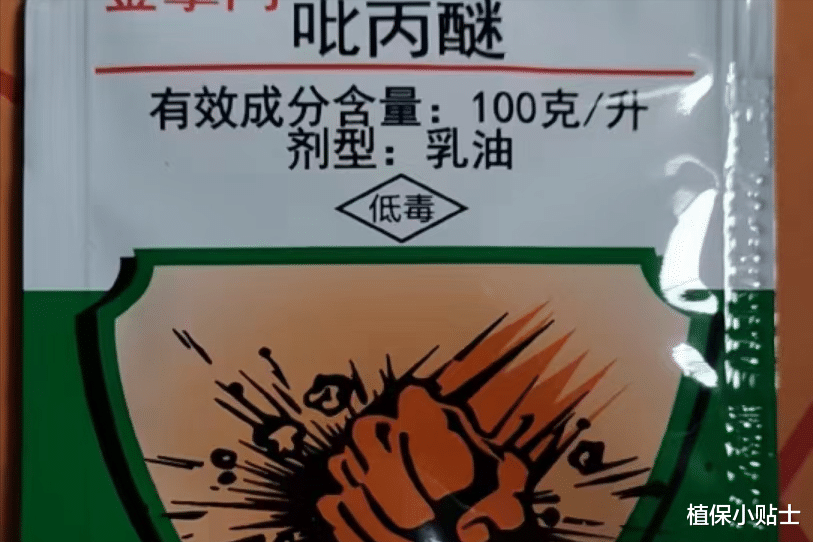 吡丙醚
有效成分含量：100克/升
剂型：乳油
低毒
植保小贴士